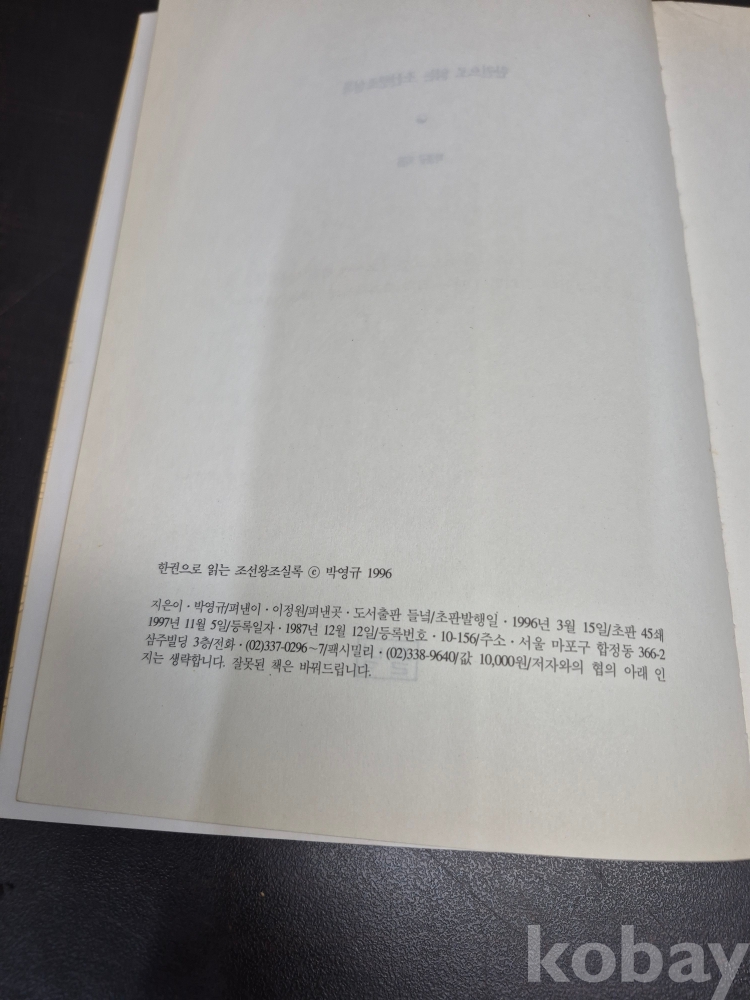 한권으로 읽는 조선왕조실록 ⓒ 박영규 1996
지은이 · 박영규/펴낸이 · 이정원/펴낸곳 · 도서출판 들녘/초판발행일 · 1996년 3월 15일/초판 45쇄
1997년 11월 5일/등록일자 · 1987년 12월 12일/등록번호 · 10-156/주소 · 서울 마포구 합정동 366-2
삼주빌딩 3층/전화 · (02)337-0296~7/팩시밀리 · (02)338-9640/값 10,000원/저자와의 협의 아래 인
지는 생략합니다. 잘못된 책은 바꿔드립니다.
kobay